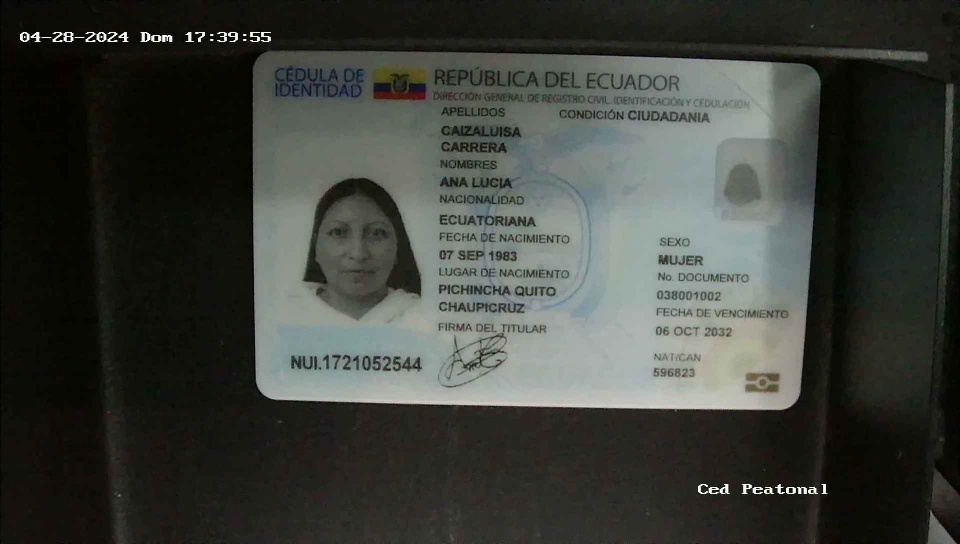 04-28-2024 Dom 17:39:55
CÉDULA DE
IDENTIDAD
REPÚBLICA DEL ECUADOR
DIRECCIÓN GENERAL DE REGISTRO CIVIL, IDENTIFICACIÓN Y CEDULACIÓN
APELLIDOS
CONDICIÓN CIUDADANIA
CAIZALUISA
CARRERA
NOMBRES
ANA LUCIA
NACIONALIDAD
ECUATORIANA
FECHA DE NACIMIENTO
07 SEP 1983
LUGAR DE NACIMIENTO
PICHINCHA QUITO
CHAUPICRUZ
FIRMA DEL TITULAR
SEXO
MUJER
No. DOCUMENTO
038001002
FECHA DE VENCIMIENTO
06 OCT 2032
NAT/CAN
596823
NUI.1721052544
Ced Peatonal